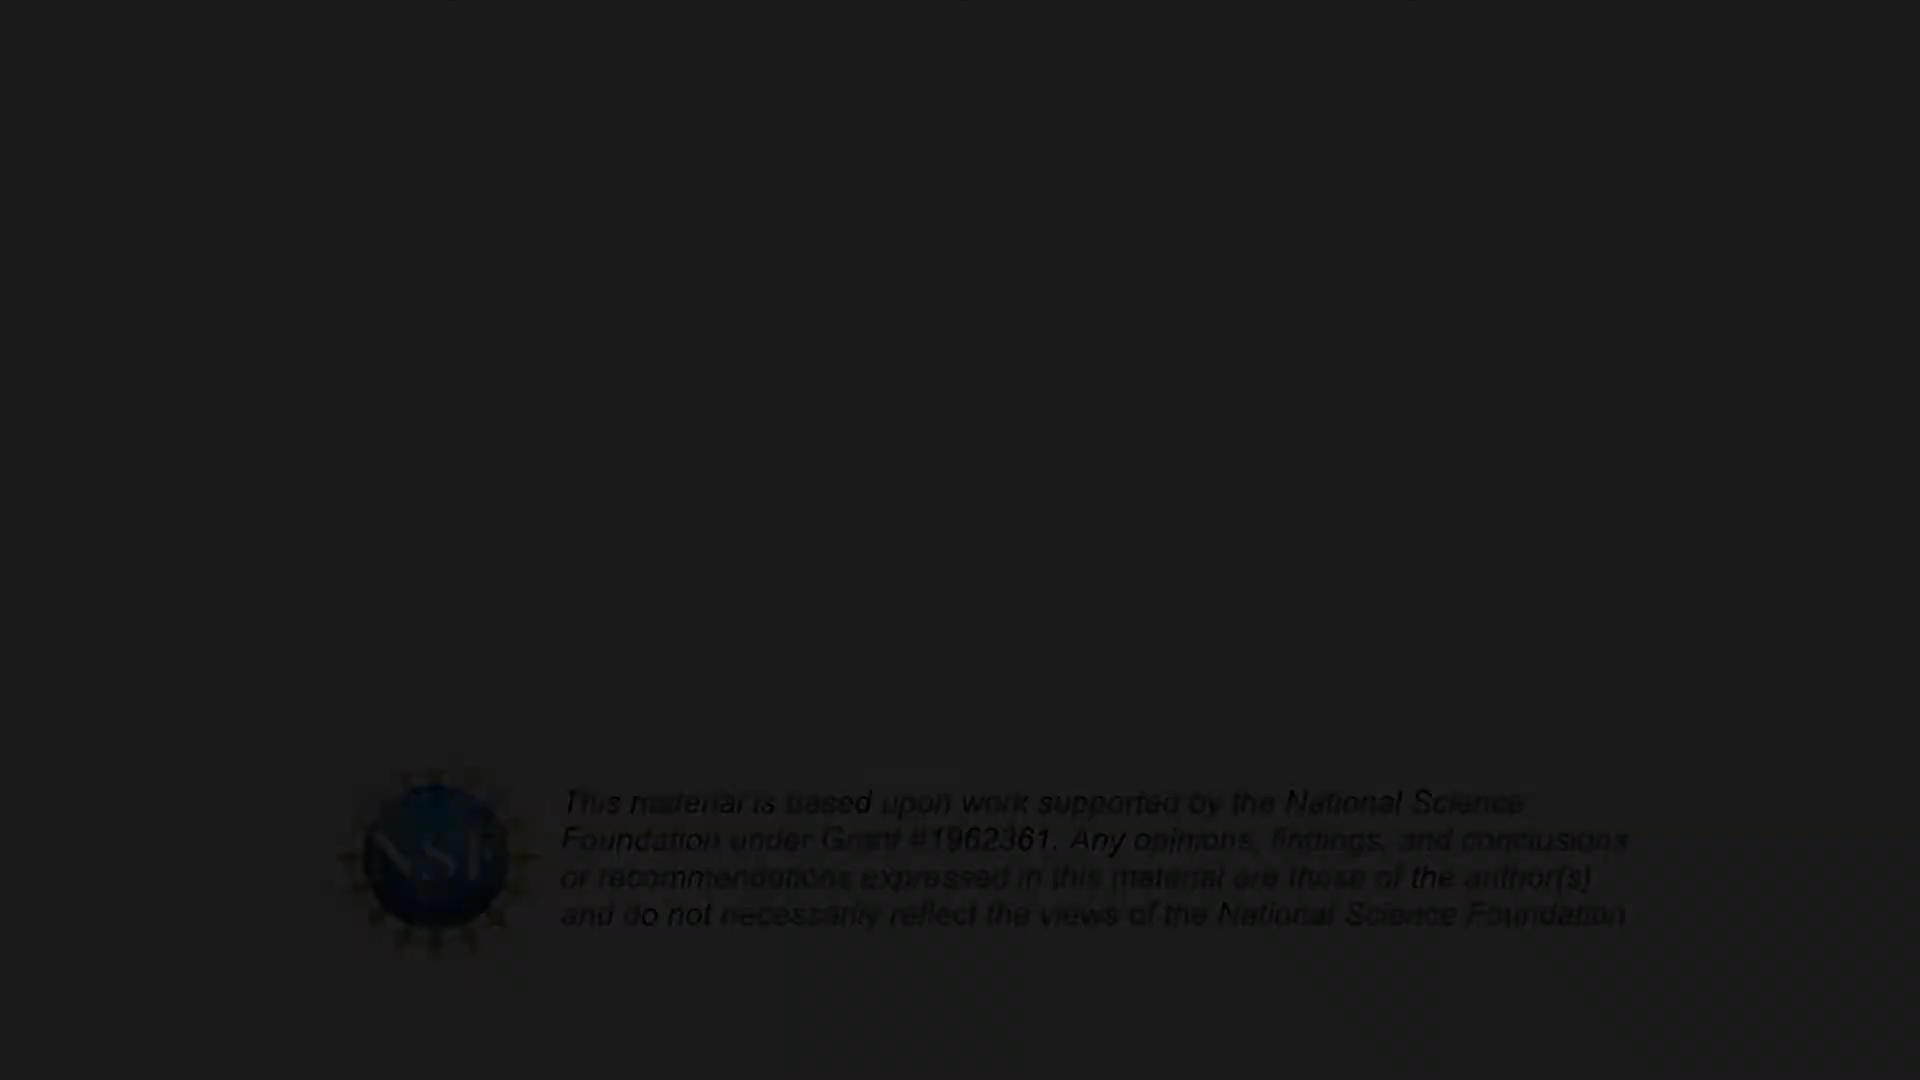 NSF
This material is based upon work supported by the National Science
Foundation under Grant #1962361. Any opinions, findings, and conclusions
or recommendations expressed in this material are those of the author(s)
and do not necessarily reflect the views of the National Science Foundation